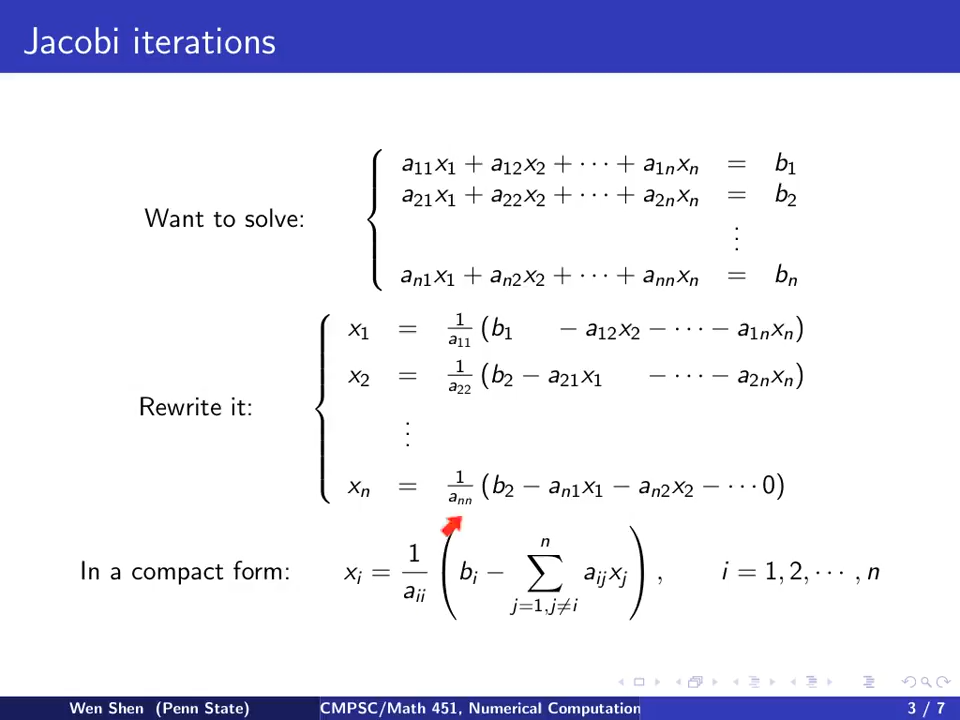 Jacobi iterations
Want to solve:
a₁₁x₁ + a₁₂x₂ + ··· + a₁ₙxₙ = b₁
a₂₁x₁ + a₂₂x₂ + ··· + a₂ₙxₙ = b₂
⋮
aₙ₁x₁ + aₙ₂x₂ + ··· + aₙₙxₙ = bₙ
Rewrite it:
x₁ = 1/a₁₁ (b₁ − a₁₂x₂ − ··· − a₁ₙxₙ)
x₂ = 1/a₂₂ (b₂ − a₂₁x₁ − ··· − a₂ₙxₙ)
⋮
xₙ = 1/aₙₙ (b₂ − aₙ₁x₁ − aₙ₂x₂ − ··· 0)
In a compact form: xᵢ = 1/aᵢᵢ (bᵢ − ∑_{j=1,j≠i}^{n} aᵢⱼxⱼ) , i = 1, 2, ··· , n
Wen Shen (Penn State) CMPSC/Math 451, Numerical Computation 3 / 7